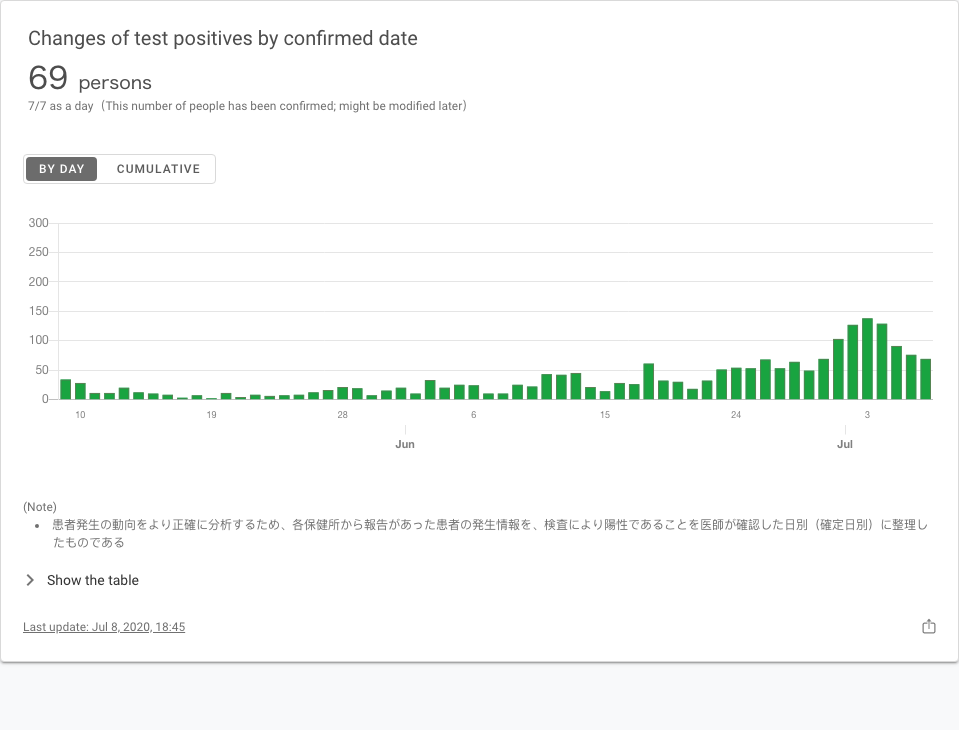 Changes of test positives by confirmed date
69 persons
7/7 as a day（This number of people has been confirmed; might be modified later）
BY DAY CUMULATIVE
300
250
200
150
100
50
0
10 19 28 6 15 24 3
Jun Jul
(Note)
• 患者発生の動向をより正確に分析するため、各保健所から報告があった患者の発生情報を、検査により陽性であることを医師が確認した日別（確定日別）に整理し
たものである
Show the table
Last update: Jul 8, 2020, 18:45